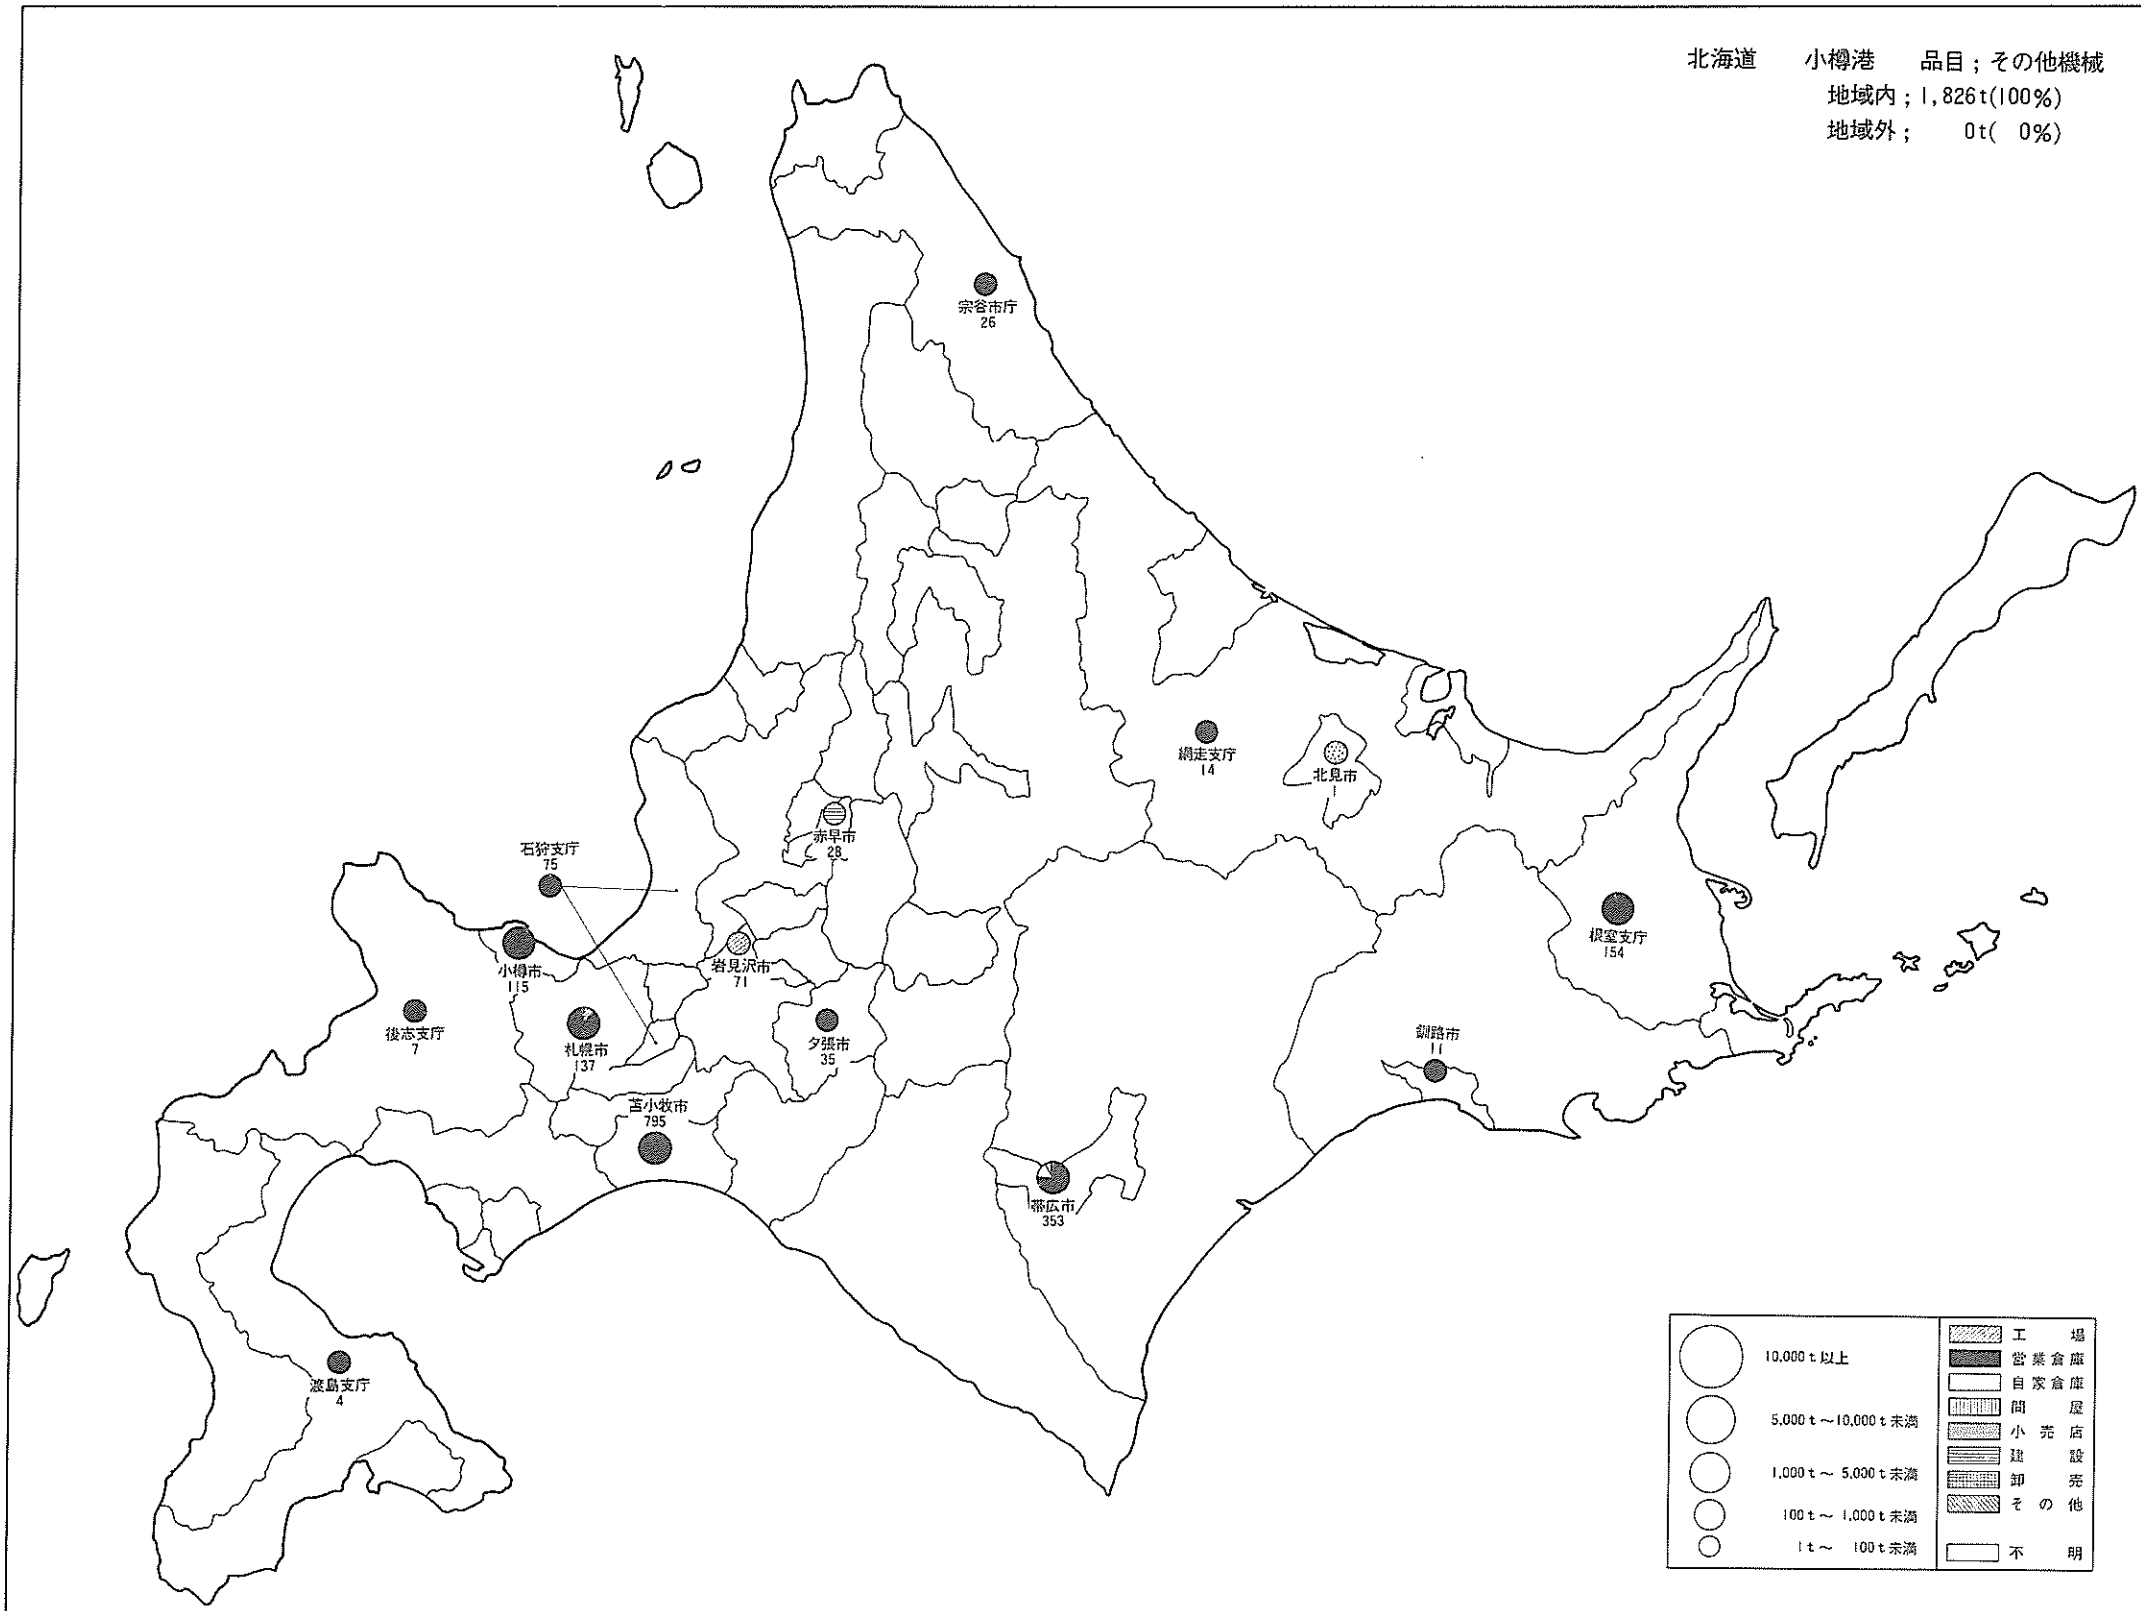 北海道　小樽港　品目；その他機械
地域内；1,826t(100%)
地域外；　0t(　0%)
宗谷市庁
26
網走支庁
14
北見市
1
赤早市
28
石狩支庁
75
根室支庁
154
小樽市
115
岩見沢市
71
後志支庁
7
札幌市
137
夕張市
35
釧路市
11
苫小牧市
795
帯広市
353
渡島支庁
4
10,000t以上
5,000t〜10,000t未満
1,000t〜 5,000t未満
100t〜 1,000t未満
1t〜　100t未満
工　場
営業倉庫
自家倉庫
問　屋
小売店
建　設
卸　売
その他
不　明